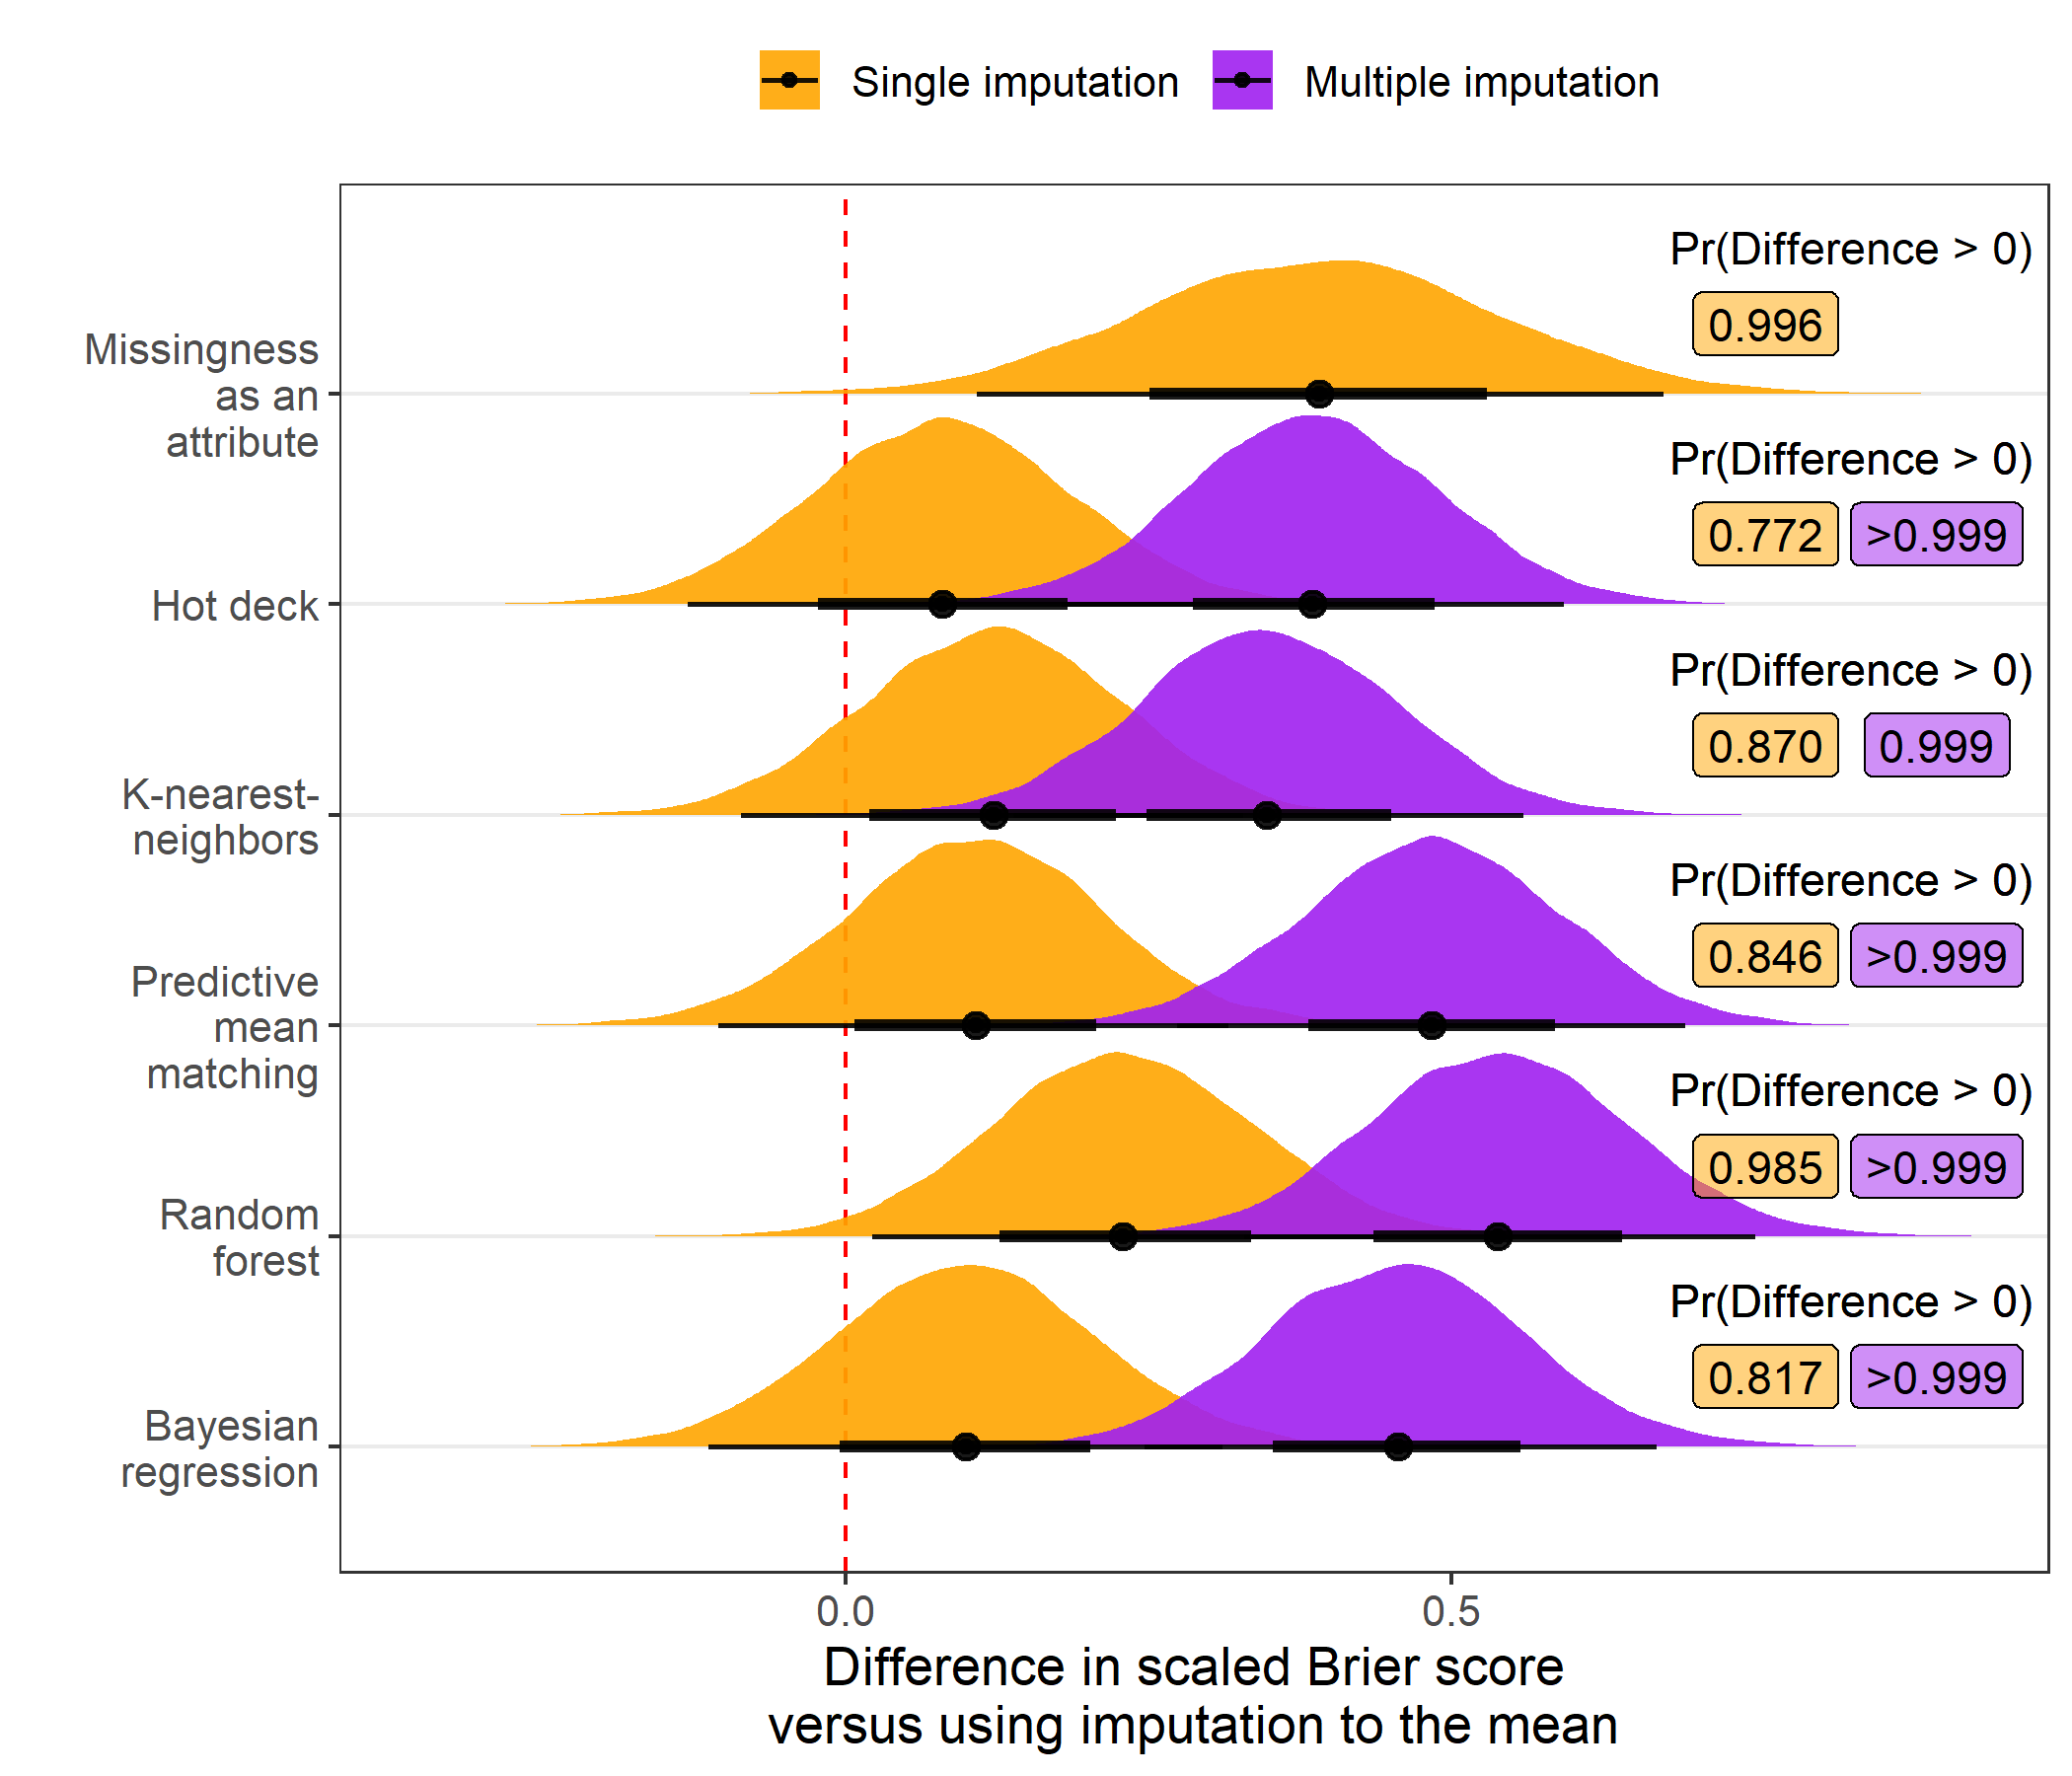 Single imputation
Multiple imputation
Pr(Difference > 0)
0.996
Missingness
as an
attribute
Pr(Difference > 0)
0.772 >0.999
Hot deck
Pr(Difference > 0)
0.870 0.999
K-nearest-
neighbors
Pr(Difference > 0)
0.846 >0.999
Predictive
mean
matching
Pr(Difference > 0)
0.985 >0.999
Random
forest
Pr(Difference > 0)
0.817 >0.999
Bayesian
regression
0.0 0.5
Difference in scaled Brier score
versus using imputation to the mean